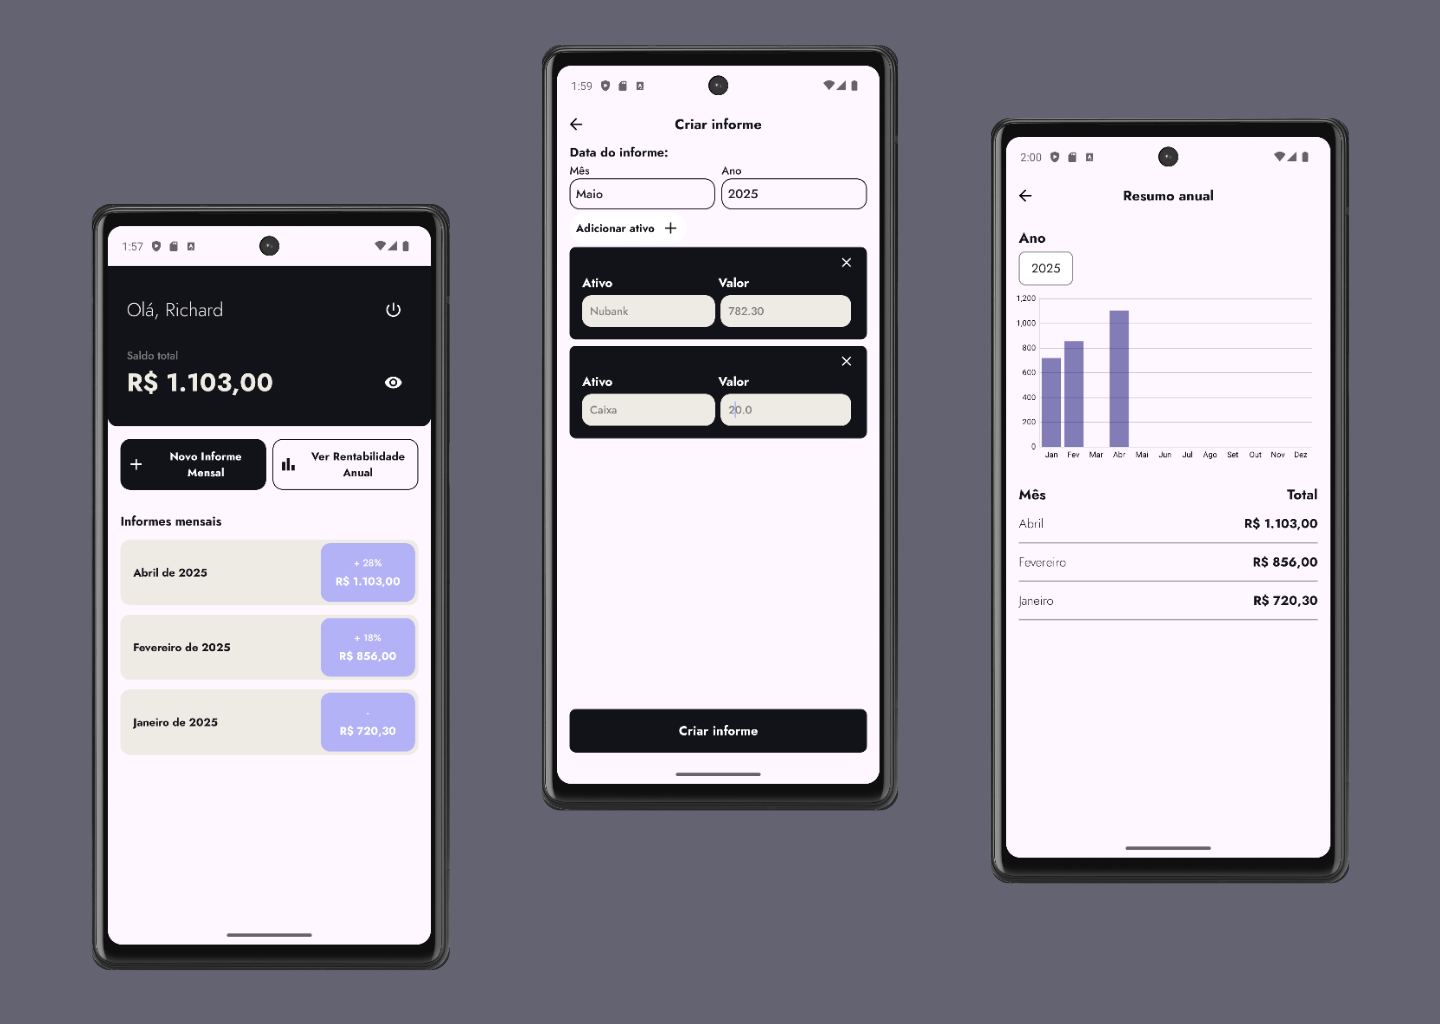 1:57
Olá, Richard
Saldo total
R$ 1.103,00
Novo Informe
Mensal
Ver Rentabilidade
Anual
Informes mensais
Abril de 2025
+ 28%
R$ 1.103,00
Fevereiro de 2025
+ 18%
R$ 856,00
Janeiro de 2025
-
R$ 720,30
1:59
Criar informe
Data do informe:
Mês Ano
Maio 2025
Adicionar ativo +
Ativo Valor
Nubank 782.30
Ativo Valor
Caixa 20.0
Criar informe
2:00
Resumo anual
Ano
2025
1,200
1,000
800
600
400
200
0
Jan Fev Mar Abr Mai Jun Jul Ago Set Out Nov Dez
Mês Total
Abril R$ 1.103,00
Fevereiro R$ 856,00
Janeiro R$ 720,30